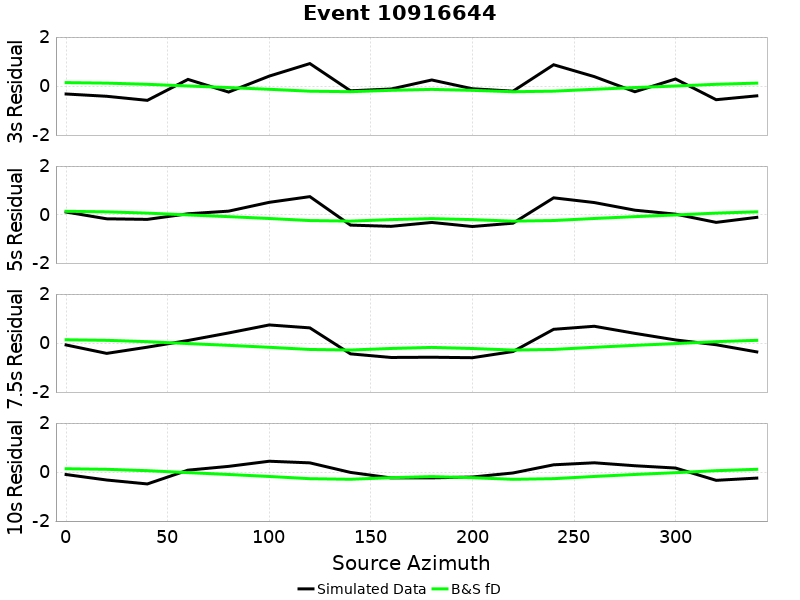 Event 10916644
3s Residual
2
0
-2
5s Residual
2
0
-2
7.5s Residual
2
0
-2
10s Residual
2
0
-2
0 50 100 150 200 250 300
Source Azimuth
Simulated Data B&S fD